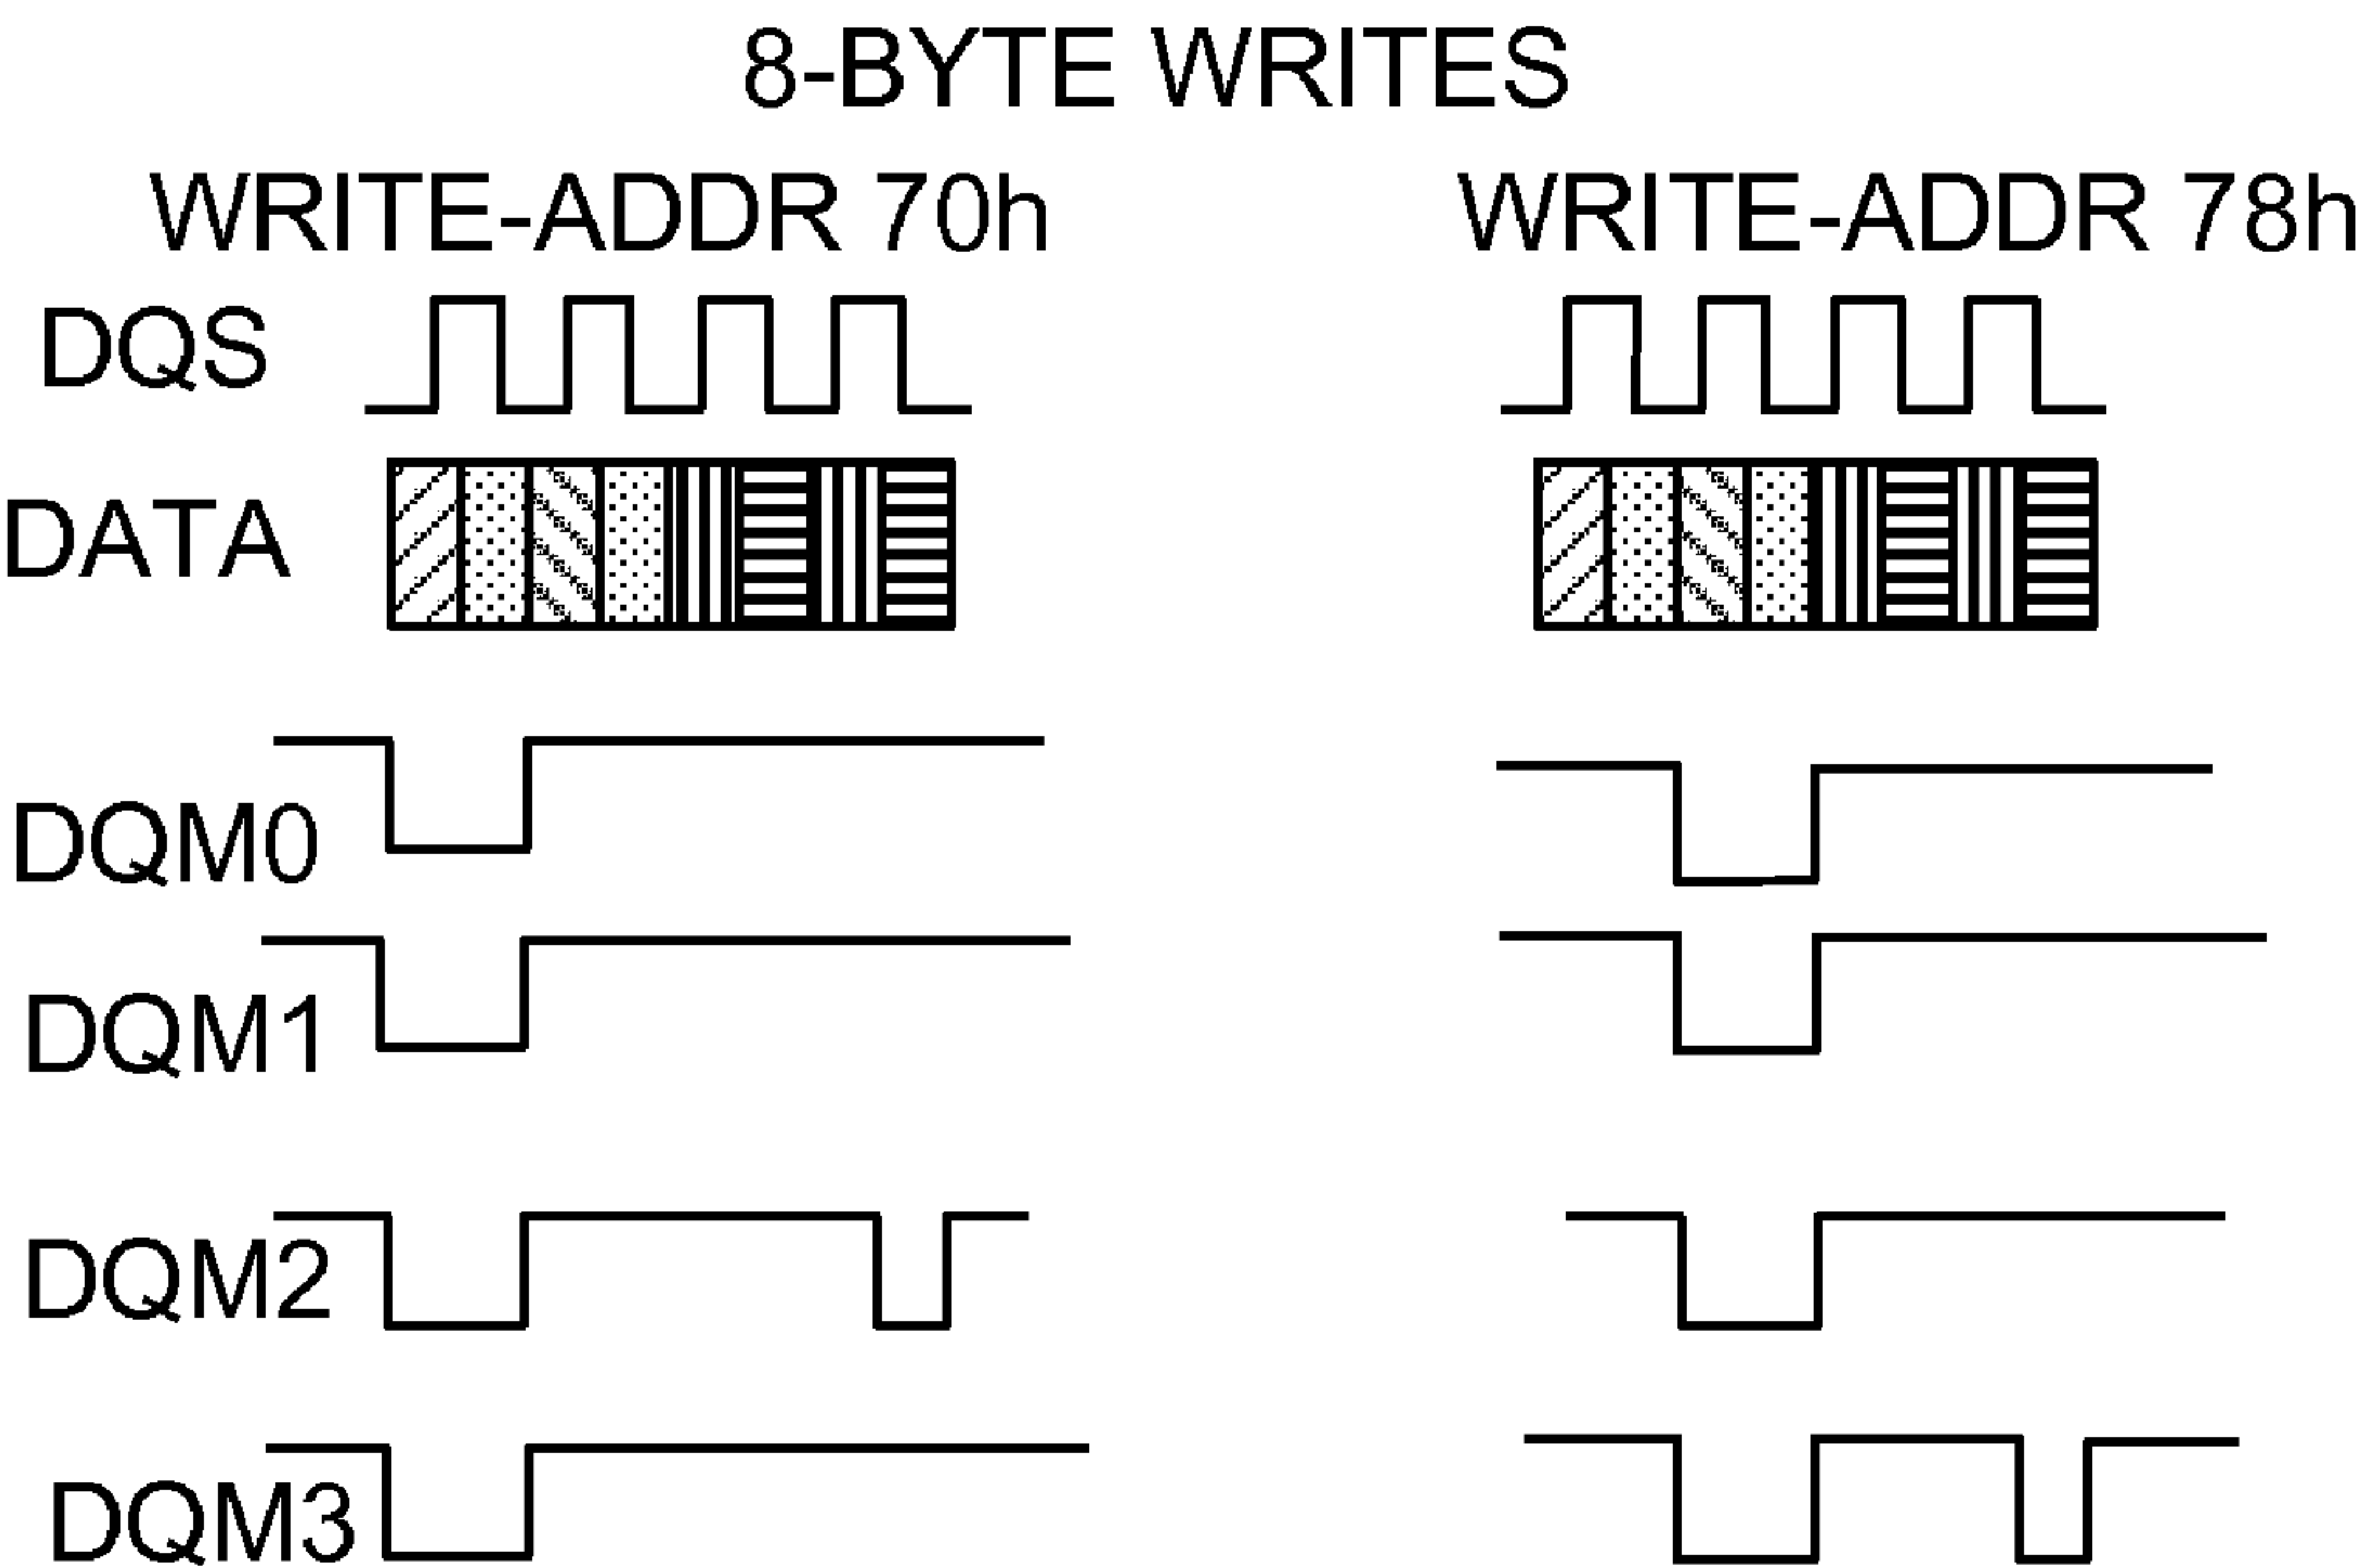 8-BYTE WRITES
WRITE-ADDR 70h
WRITE-ADDR 78h
DQS
DATA
DQM0
DQM1
DQM2
DQM3